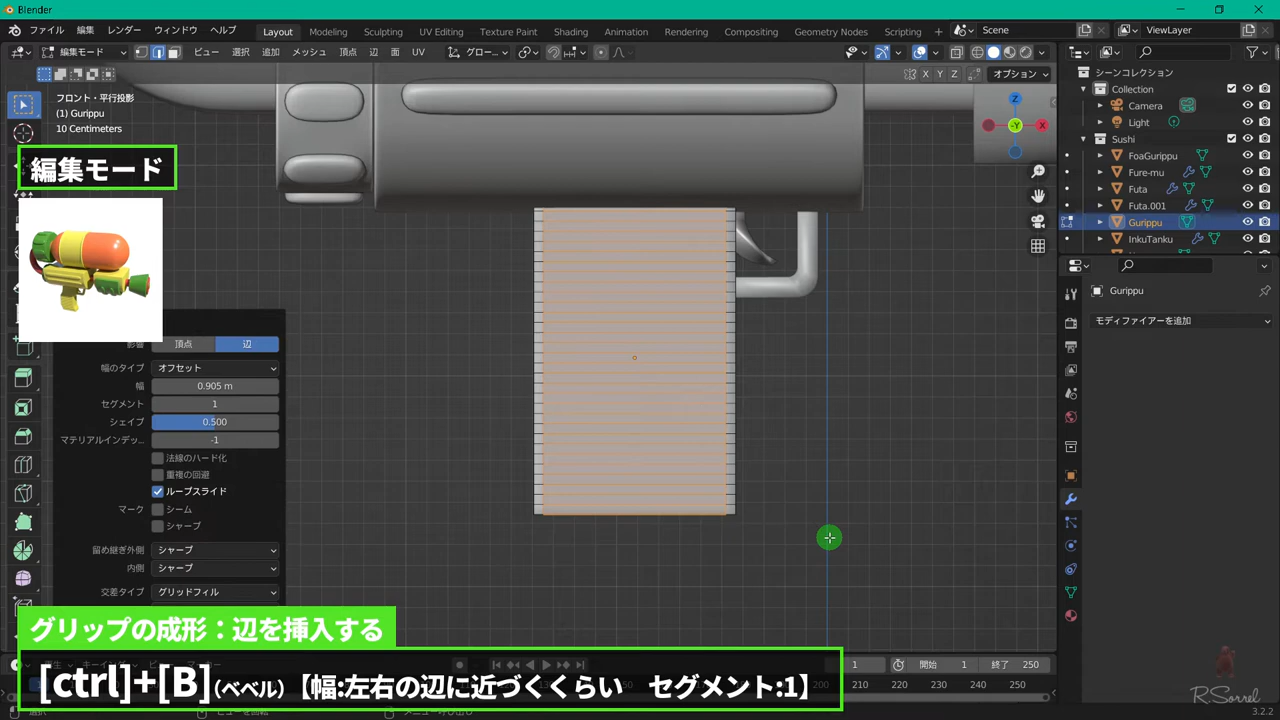 Blender
ファイル 編集 レンダー ウィンドウ ヘルプ Layout Modeling Sculpting UV Editing Texture Paint Shading Animation Rendering Compositing Geometry Nodes Scripting Scene ViewLayer
編集モード ビュー 選択 追加 メッシュ 頂点 辺 面 UV グロー...
X Y Z オプション
フロント・平行投影
(1) Gurippu
10 Centimeters
編集モード
Z
-Y
X
シーンコレクション
Collection
Camera
Light
Sushi
FoaGurippu
Fure-mu
Futa
Futa.001
Gurippu
InkuTanku
Gurippu
モディファイアーを追加
影響 頂点 辺
幅のタイプ オフセット
幅 0.905 m
セグメント 1
シェイプ 0.500
マテリアルインデッ... -1
法線のハード化
重複の回避
ループスライド
マーク シーム
シャープ
留め継ぎ外側 シャープ
内側 シャープ
交差タイプ グリッドフィル
グリップの成形：辺を挿入する
[ctrl]+[B](ベベル)【幅:左右の辺に近づくくらい　セグメント:1】
1 開始 1 終了 250
200 210 220 230 240 250
R.Sorrel
3.2.2